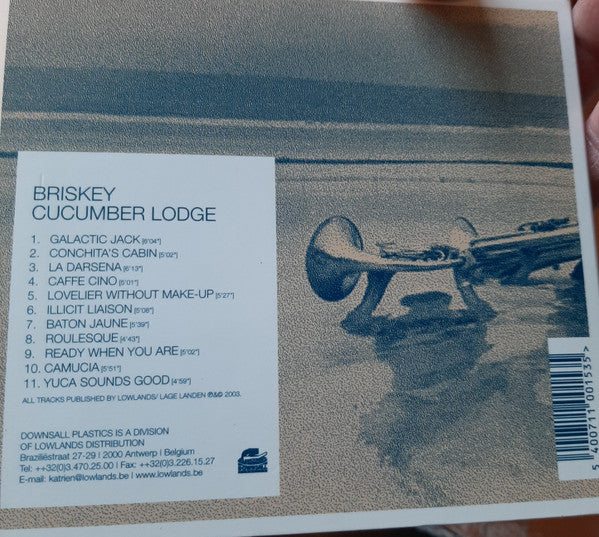 BRISKEY
CUCUMBER LODGE
1. GALACTIC JACK [6'04"]
2. CONCHITA'S CABIN [5'02"]
3. LA DARSENA [6'13"]
4. CAFFE CINO [6'01"]
5. LOVELIER WITHOUT MAKE-UP [5'27"]
6. ILLICIT LIAISON [5'08"]
7. BATON JAUNE [5'39"]
8. ROULESQUE [4'43"]
9. READY WHEN YOU ARE [5'02"]
10. CAMUCIA [5'51"]
11. YUCA SOUNDS GOOD [4'59"]
ALL TRACKS PUBLISHED BY LOWLANDS/ LAGE LANDEN ℗&© 2003.
DOWNSALL PLASTICS IS A DIVISION
OF LOWLANDS DISTRIBUTION
Braziliëstraat 27-29 | 2000 Antwerp | Belgium
Tel: ++32(0)3.470.25.00 | Fax: ++32(0)3.226.15.27
E-mail: katrien@lowlands.be | www.lowlands.be
5 400711 001535>